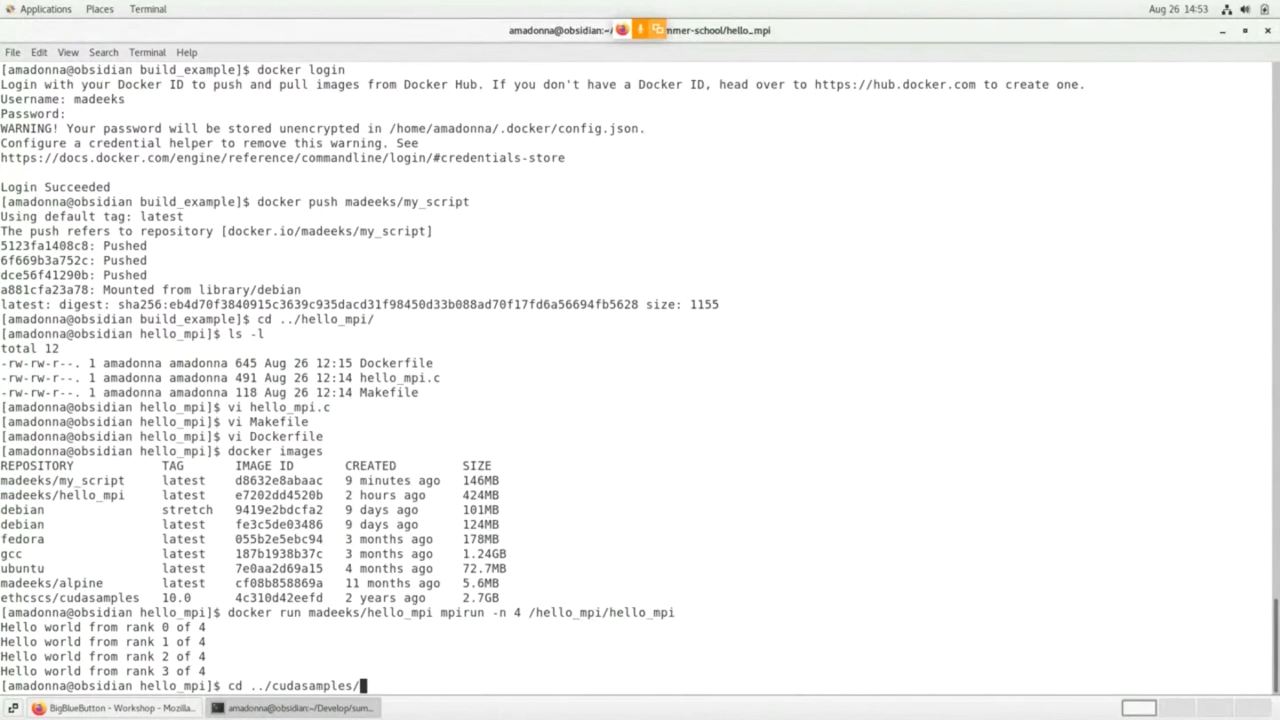 Applications Places Terminal Aug 26 14:53
amadonna@obsidian:~/ mmer-school/hello_mpi
File Edit View Search Terminal Help
[amadonna@obsidian build_example]$ docker login
Login with your Docker ID to push and pull images from Docker Hub. If you don't have a Docker ID, head over to https://hub.docker.com to create one.
Username: madeeks
Password:
WARNING! Your password will be stored unencrypted in /home/amadonna/.docker/config.json.
Configure a credential helper to remove this warning. See
https://docs.docker.com/engine/reference/commandline/login/#credentials-store
Login Succeeded
[amadonna@obsidian build_example]$ docker push madeeks/my_script
Using default tag: latest
The push refers to repository [docker.io/madeeks/my_script]
5123fa1408c8: Pushed
6f669b3a752c: Pushed
dce56f41290b: Pushed
a881cfa23a78: Mounted from library/debian
latest: digest: sha256:eb4d70f3840915c3639c935dacd31f98450d33b088ad70f17fd6a56694fb5628 size: 1155
[amadonna@obsidian build_example]$ cd ../hello_mpi/
[amadonna@obsidian hello_mpi]$ ls -l
total 12
-rw-rw-r--. 1 amadonna amadonna 645 Aug 26 12:15 Dockerfile
-rw-rw-r--. 1 amadonna amadonna 491 Aug 26 12:14 hello_mpi.c
-rw-rw-r--. 1 amadonna amadonna 118 Aug 26 12:14 Makefile
[amadonna@obsidian hello_mpi]$ vi hello_mpi.c
[amadonna@obsidian hello_mpi]$ vi Makefile
[amadonna@obsidian hello_mpi]$ vi Dockerfile
[amadonna@obsidian hello_mpi]$ docker images
REPOSITORY TAG IMAGE ID CREATED SIZE
madeeks/my_script latest d8632e8abaac 9 minutes ago 146MB
madeeks/hello_mpi latest e7202dd4520b 2 hours ago 424MB
debian stretch 9419e2bdcfa2 9 days ago 101MB
debian latest fe3c5de03486 9 days ago 124MB
fedora latest 055b2e5ebc94 3 months ago 178MB
gcc latest 187b1938b37c 3 months ago 1.24GB
ubuntu latest 7e0aa2d69a15 4 months ago 72.7MB
madeeks/alpine latest cf08b858869a 11 months ago 5.6MB
ethcscs/cudasamples 10.0 4c310d42eefd 2 years ago 2.7GB
[amadonna@obsidian hello_mpi]$ docker run madeeks/hello_mpi mpirun -n 4 /hello_mpi/hello_mpi
Hello world from rank 0 of 4
Hello world from rank 1 of 4
Hello world from rank 2 of 4
Hello world from rank 3 of 4
[amadonna@obsidian hello_mpi]$ cd ../cudasamples/
BigBlueButton - Workshop - Mozilla... amadonna@obsidian:~/Develop/sum...